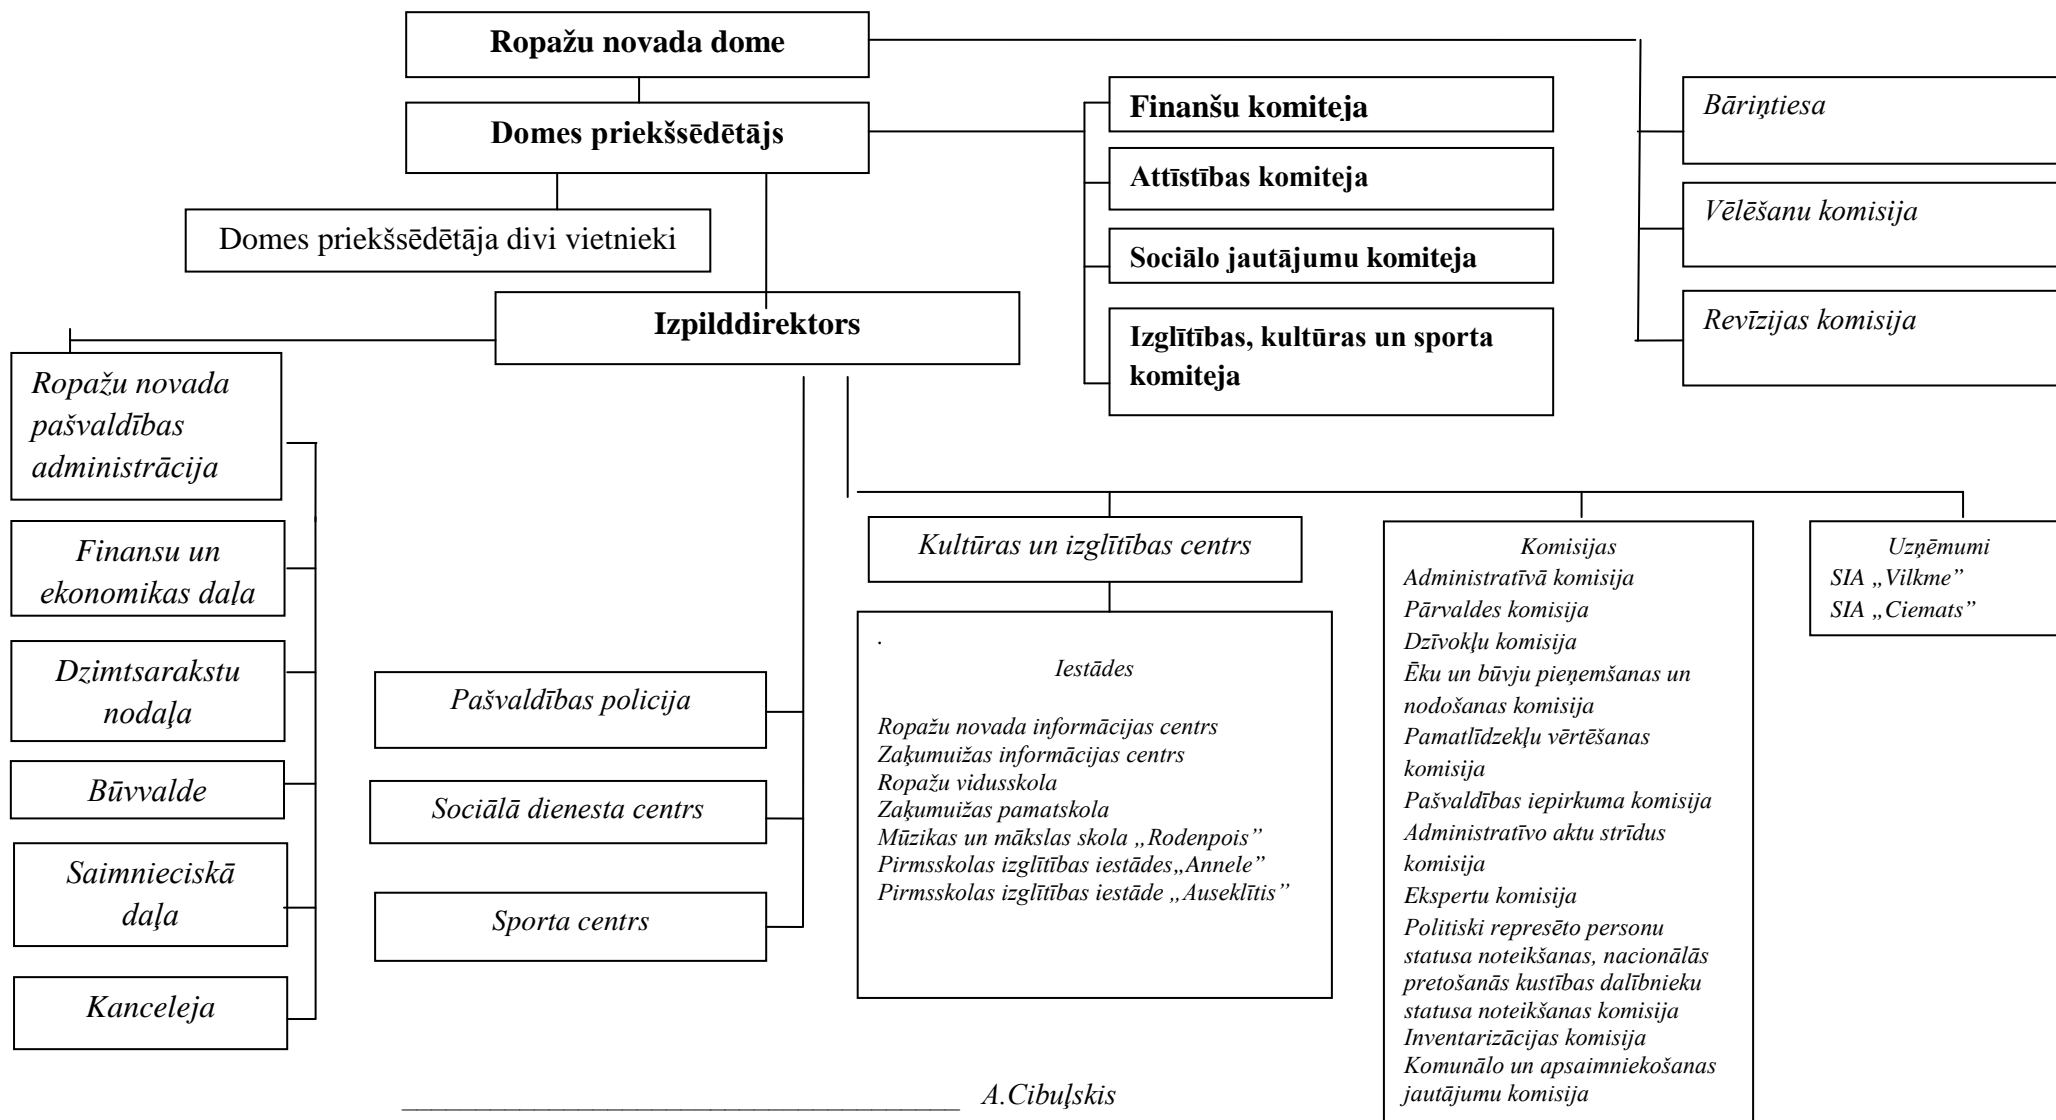 Ropažu novada dome
Domes priekšsēdētājs
Domes priekšsēdētāja divi vietnieki
Finanšu komiteja
Attīstības komiteja
Sociālo jautājumu komiteja
Izglītības, kultūras un sporta
komiteja
Bāriņtiesa
Vēlēšanu komisija
Revīzijas komisija
Izpilddirektors
Ropažu novada
pašvaldības
administrācija
Finansu un
ekonomikas daļa
Dzimtsarakstu
nodaļa
Būvvalde
Saimnieciskā
daļa
Kanceleja
Pašvaldības policija
Sociālā dienesta centrs
Sporta centrs
Kultūras un izglītības centrs
.
Iestādes
Ropažu novada informācijas centrs
Zaķumuižas informācijas centrs
Ropažu vidusskola
Zaķumuižas pamatskola
Mūzikas un mākslas skola „Rodenpois”
Pirmsskolas izglītības iestādes„Annele”
Pirmsskolas izglītības iestāde „Auseklītis”
Komisijas
Administratīvā komisija
Pārvaldes komisija
Dzīvokļu komisija
Ēku un būvju pieņemšanas un
nodošanas komisija
Pamatlīdzekļu vērtēšanas
komisija
Pašvaldības iepirkuma komisija
Administratīvo aktu strīdus
komisija
Ekspertu komisija
Politiski represēto personu
statusa noteikšanas, nacionālās
pretošanās kustības dalībnieku
statusa noteikšanas komisija
Inventarizācijas komisija
Komunālo un apsaimniekošanas
jautājumu komisija
Uzņēmumi
SIA „Vilkme”
SIA „Ciemats”
A.Cibuļskis